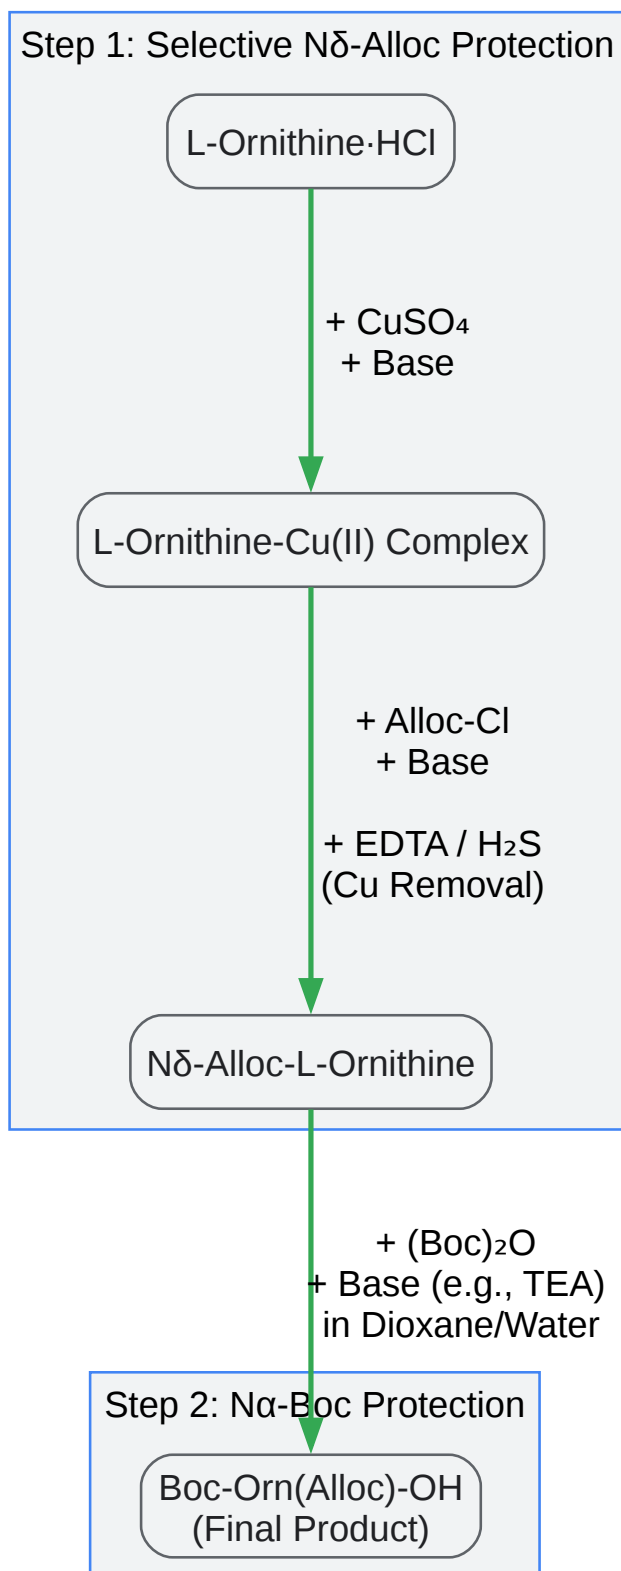 Step 1: Selective Nδ-Alloc Protection
L-Ornithine·HCl
+ CuSO₄
+ Base
L-Ornithine-Cu(II) Complex
+ Alloc-Cl
+ Base
+ EDTA / H₂S
(Cu Removal)
Nδ-Alloc-L-Ornithine
+ (Boc)₂O
+ Base (e.g., TEA)
in Dioxane/Water
Step 2: Nα-Boc Protection
Boc-Orn(Alloc)-OH
(Final Product)